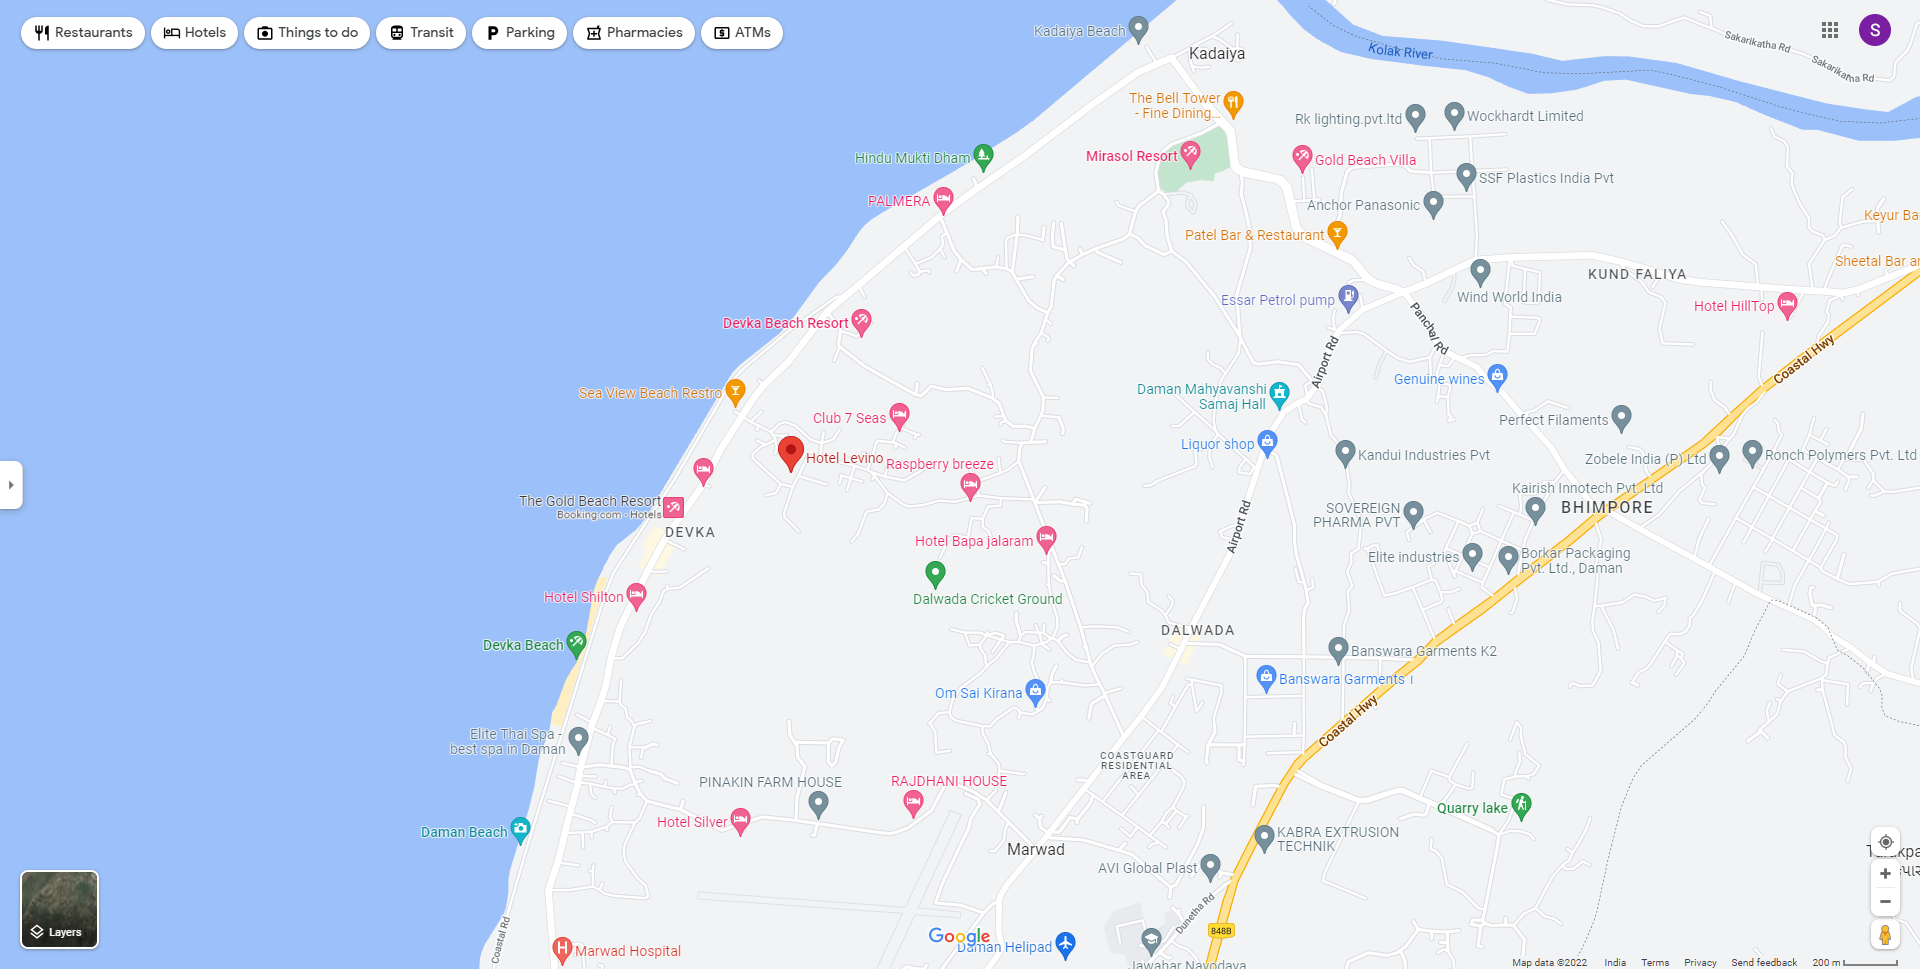 Restaurants
Hotels
Things to do
Transit
Parking
Pharmacies
ATMs
S
Kadaiya Beach
Kadaiya
Kolak River
Sakarikatha Rd
Sakarikatha Rd
The Bell Tower
- Fine Dining...
Rk lighting.pvt.ltd
Wockhardt Limited
Hindu Mukti Dham
Mirasol Resort
Gold Beach Villa
SSF Plastics India Pvt
PALMERA
Anchor Panasonic
Keyur Ba
Patel Bar & Restaurant
Sheetal Bar a
KUND FALIYA
Essar Petrol pump
Wind World India
Hotel HillTop
Devka Beach Resort
Panchal Rd
Airport Rd
Coastal Hwy
Sea View Beach Restro
Daman Mahyavanshi
Samaj Hall
Genuine wines
Club 7 Seas
Perfect Filaments
Liquor shop
Hotel Levino
Raspberry breeze
Kandui Industries Pvt
Zobele India (P) Ltd
Ronch Polymers Pvt. Ltd
The Gold Beach Resort
Booking.com · Hotels
Kairish Innotech Pvt. Ltd
BHIMPORE
SOVEREIGN
PHARMA PVT
DEVKA
Airport Rd
Hotel Bapa jalaram
Elite industries
Borkar Packaging
Pvt. Ltd., Daman
Hotel Shilton
Dalwada Cricket Ground
DALWADA
Devka Beach
Banswara Garments K2
Om Sai Kirana
Banswara Garments
Coastal Hwy
Elite Thai Spa -
best spa in Daman
COASTGUARD
RESIDENTIAL
AREA
PINAKIN FARM HOUSE
RAJDHANI HOUSE
Quarry lake
Hotel Silver
Daman Beach
KABRA EXTRUSION
TECHNIK
Marwad
AVI Global Plast
Layers
Dunetha Rd
Coastal Rd
848B
Google
Daman Helipad
Marwad Hospital
Jawahar Navodaya
Map data ©2022
India
Terms
Privacy
Send feedback
200 m